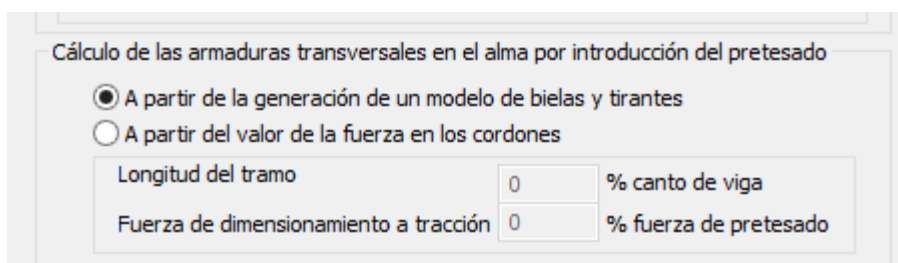 Cálculo de las armaduras transversales en el alma por introducción del pretesado
A partir de la generación de un modelo de bielas y tirantes
A partir del valor de la fuerza en los cordones
Longitud del tramo 0 % canto de viga
Fuerza de dimensionamiento a tracción 0 % fuerza de pretesado